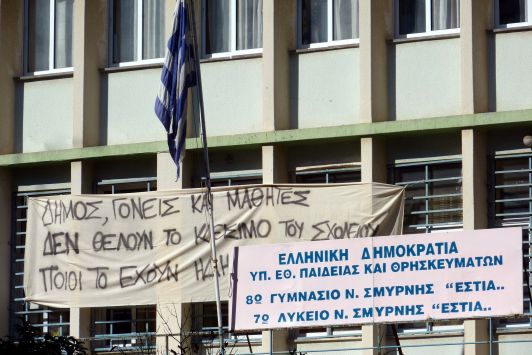 ΔΗΜΟΣ, ΓΟΝΕΙΣ ΚΑΙ ΜΑΘΗΤΕΣ
ΔΕΝ ΘΕΛΟΥΝ ΤΟ ΚΛΕΙΣΙΜΟ ΤΟΥ ΣΧΟΛΕΙΟΥ
ΠΟΙΟΙ ΤΟ ΕΧΟΥΝ
ΕΛΛΗΝΙΚΗ ΔΗΜΟΚΡΑΤΙΑ
ΥΠ. ΕΘ. ΠΑΙΔΕΙΑΣ ΚΑΙ ΘΡΗΣΚΕΥΜΑΤΩΝ
8ο ΓΥΜΝΑΣΙΟ Ν. ΣΜΥΡΝΗΣ "ΕΣΤΙΑ..
7ο ΛΥΚΕΙΟ Ν. ΣΜΥΡΝΗΣ "ΕΣΤΙΑ..